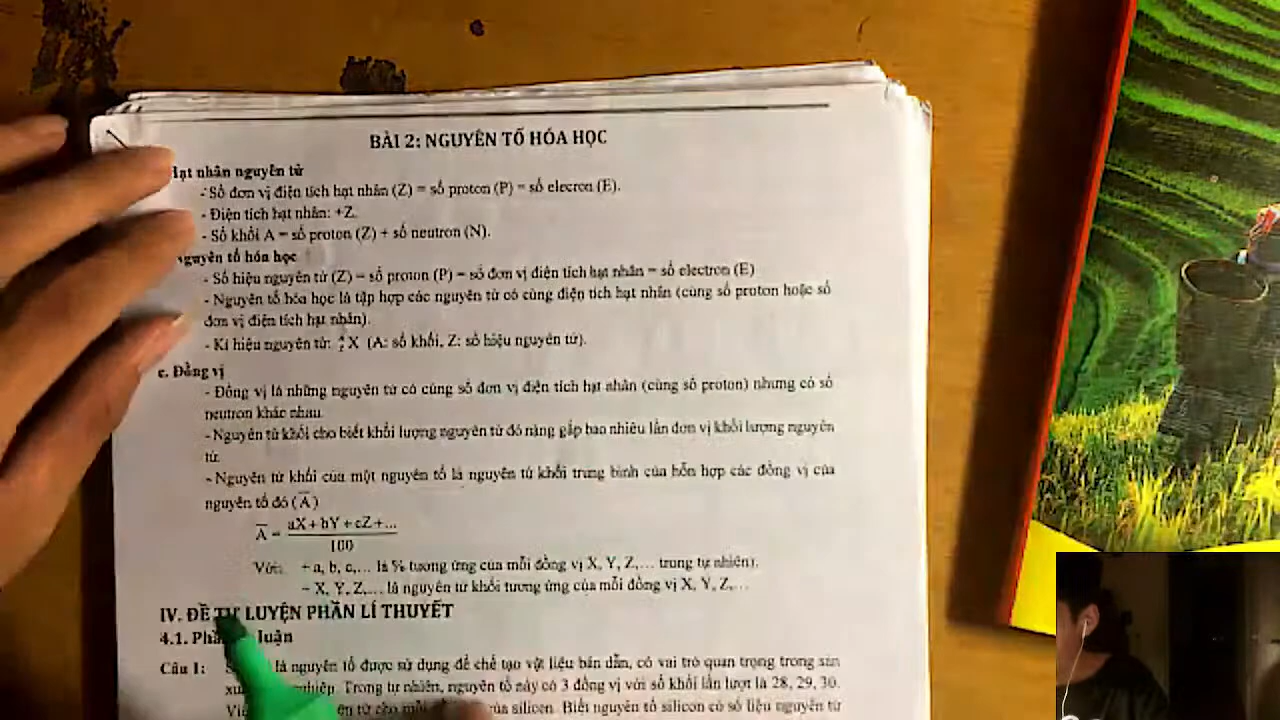 BÀI 2: NGUYÊN TỐ HÓA HỌC
Hạt nhân nguyên tử
- Số đơn vị điện tích hạt nhân (Z) = số proton (P) = số elecron (E).
- Điện tích hạt nhân: +Z.
- Số khối A = số proton (Z) + số neutron (N).
nguyên tố hóa học
- Số hiệu nguyên tử (Z) = số proton (P) = số đơn vị điện tích hạt nhân = số electron (E)
- Nguyên tố hóa học là tập hợp các nguyên tử có cùng điện tích hạt nhân (cùng số proton hoặc số
đơn vị điện tích hạt nhân).
- Kí hiệu nguyên tử: ᴬ_Z X (A: số khối, Z: số hiệu nguyên tử).
c. Đồng vị
- Đồng vị là những nguyên tử có cùng số đơn vị điện tích hạt nhân (cùng số proton) nhưng có số
neutron khác nhau
- Nguyên tử khối cho biết khối lượng nguyên tử đó nặng gấp bao nhiêu lần đơn vị khối lượng nguyên
tử.
- Nguyên tử khối của một nguyên tố là nguyên tử khối trung bình của hỗn hợp các đồng vị của
nguyên tố đó (A̅)
A̅ = aX + bY + cZ + ...
100
Với: + a, b, c,... là % tương ứng của mỗi đồng vị X, Y, Z,... trong tự nhiên).
- X, Y, Z,... là nguyên tử khối tương ứng của mỗi đồng vị X, Y, Z,...
IV. ĐỀ TỰ LUYỆN PHẦN LÍ THUYẾT
4.1. luận
Câu 1: là nguyên tố được sử dụng để chế tạo vật liệu bán dẫn, có vai trò quan trọng trong sản
nghiệp. Trong tự nhiên, nguyên tố này có 3 đồng vị với số khối lần lượt là 28, 29, 30.
cho silicon. Biết nguyên tố silicon có số liệu nguyên tử